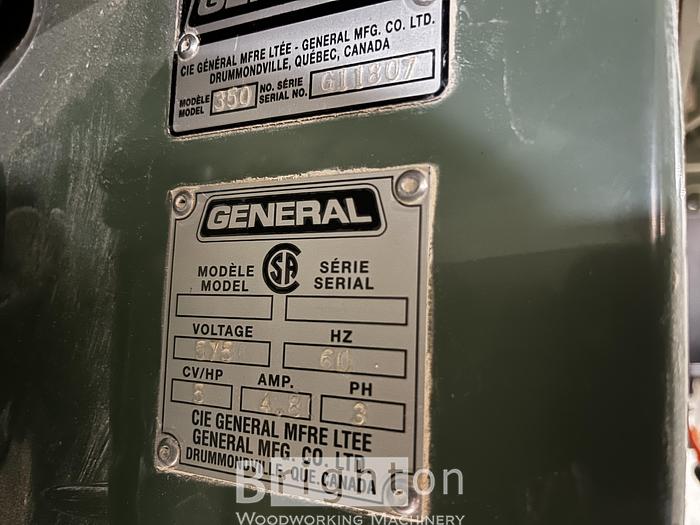 CIE GÉNÉRAL MFRE LTÉE - GENERAL MFG. CO. LTD.
DRUMMONDVILLE, QUÉBEC, CANADA
MODÈLE MODEL 350 NO. SÉRIE SERIAL NO. G11807
GENERAL
MODÈLE MODEL SA SÉRIE SERIAL
VOLTAGE HZ
575 60
CV/HP AMP. PH
5 4.8 3
CIE GENERAL MFRE LTEE
GENERAL MFG. CO. LTD.
DRUMMONDVILLE, QUE. CANADA
Brighton
WOODWORKING MACHINERY